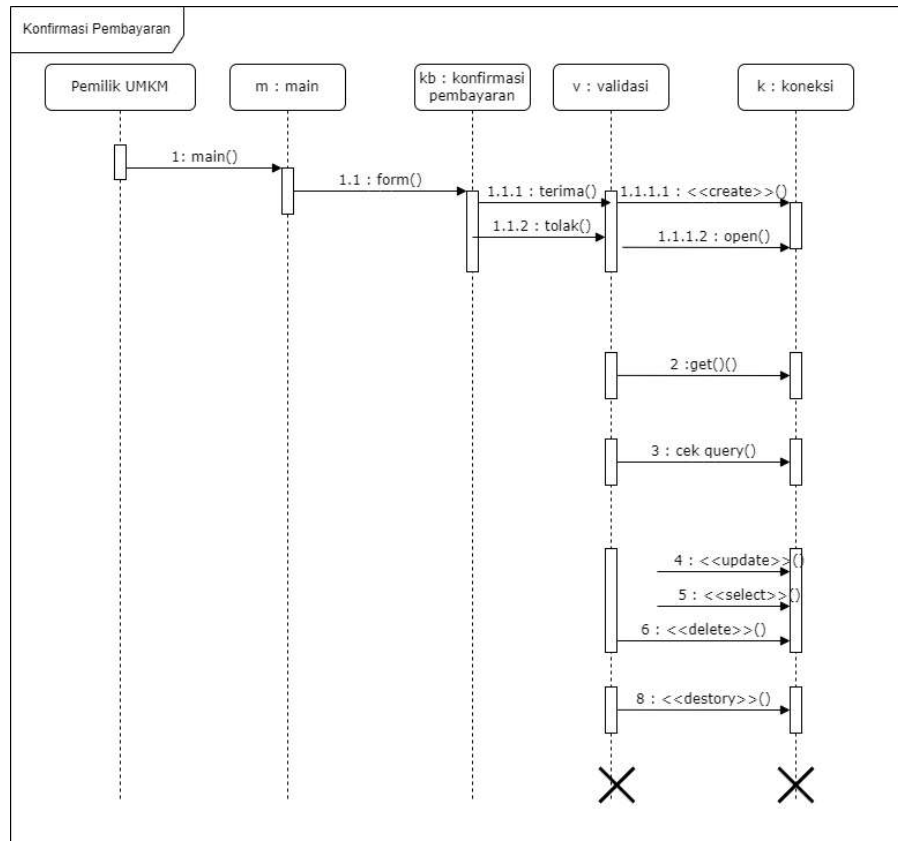 Konfirmasi Pembayaran
Pemilik UMKM
m : main
kb : konfirmasi
pembayaran
v : validasi
k : koneksi
1: main()
1.1 : form()
1.1.1 : terima()
1.1.1.1 : <<create>>()
1.1.2 : tolak()
1.1.1.2 : open()
2 :get()()
3 : cek query()
4 : <<update>>()
5 : <<select>>()
6 : <<delete>>()
8 : <<destory>>()